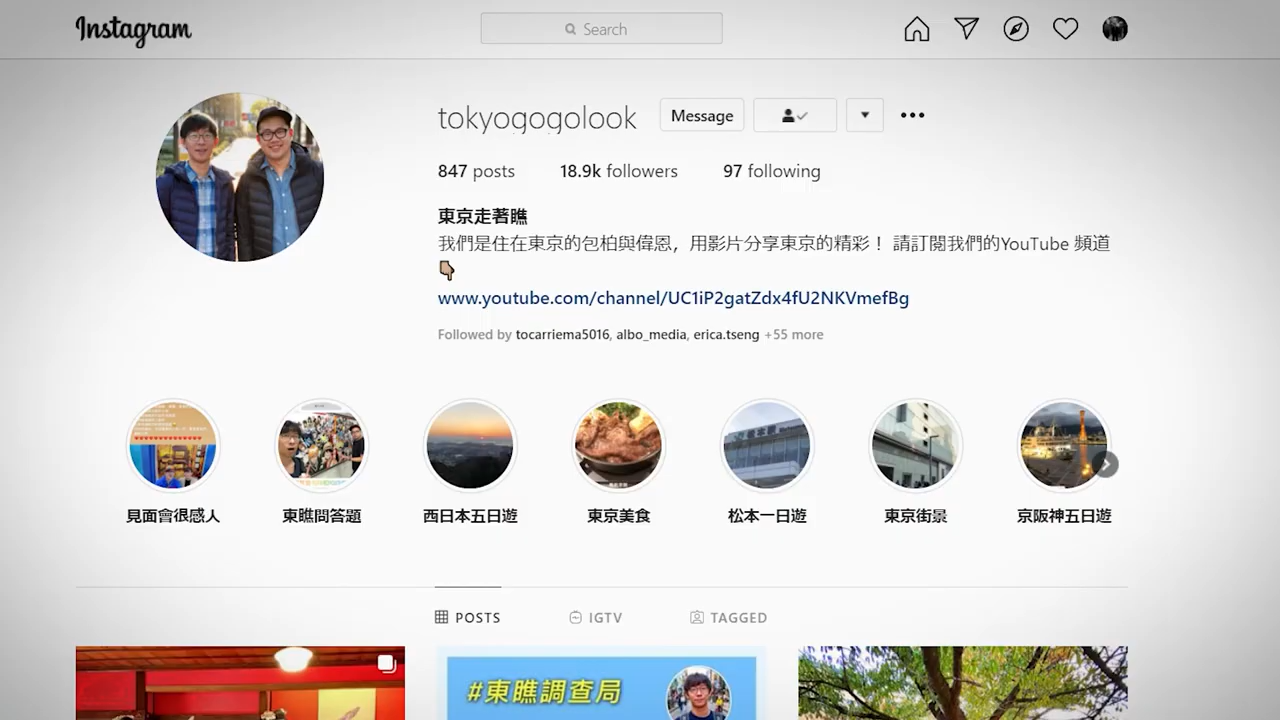 Instagram
Search
tokyogogolook
Message
847 posts 18.9k followers 97 following
東京走著瞧
我們是住在東京的包柏與偉恩，用影片分享東京的精彩！ 請訂閱我們的YouTube 頻道
www.youtube.com/channel/UC1iP2gatZdx4fU2NKVmefBg
Followed by tocarriema5016, albo_media, erica.tseng +55 more
見面會很感人 東瞧問答題 西日本五日遊 東京美食 松本一日遊 東京街景 京阪神五日遊
POSTS IGTV TAGGED
#東瞧調查局